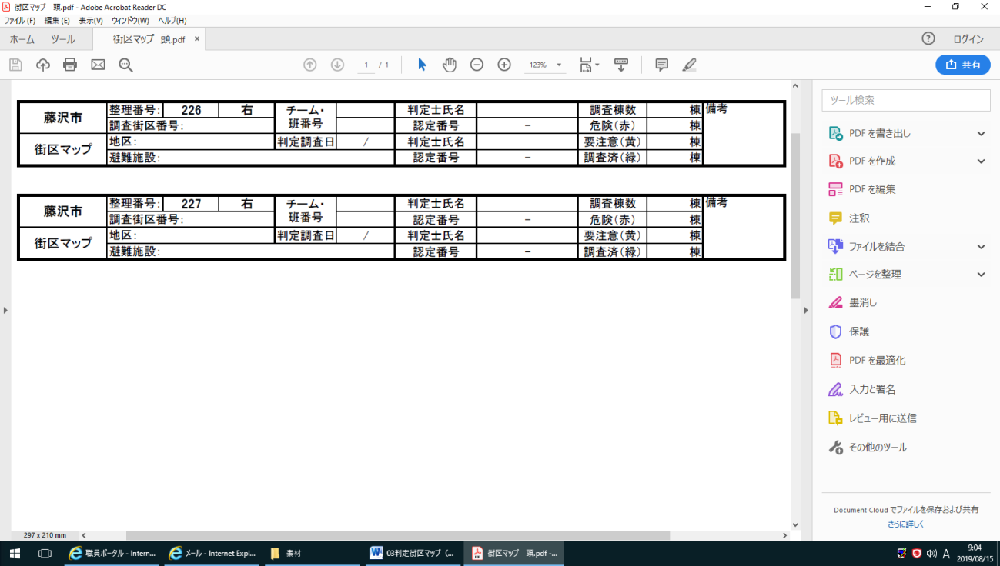 街区マップ　頭.pdf - Adobe Acrobat Reader DC
ファイル(F)　編集(E)　表示(V)　ウィンドウ(W)　ヘルプ(H)
ホーム　ツール　街区マップ　頭.pdf ×　ログイン
1 / 1　123%　共有
藤沢市　整理番号:　226　右　チーム・班番号　判定士氏名　調査棟数　棟　備考
調査街区番号:　認定番号　－　危険(赤)　棟
街区マップ　地区:　判定調査日　/　判定士氏名　要注意(黄)　棟
避難施設:　認定番号　－　調査済(緑)　棟
藤沢市　整理番号:　227　右　チーム・班番号　判定士氏名　調査棟数　棟　備考
調査街区番号:　認定番号　－　危険(赤)　棟
街区マップ　地区:　判定調査日　/　判定士氏名　要注意(黄)　棟
避難施設:　認定番号　－　調査済(緑)　棟
297 x 210 mm
ツール検索
PDF を書き出し
PDF を作成
PDF を編集
注釈
ファイルを結合
ページを整理
墨消し
保護
PDF を最適化
入力と署名
レビュー用に送信
その他のツール
Document Cloud でファイルを保存および共有
さらに詳しく
職員ポータル - Intern...　メール - Internet Expl...　素材　03判定街区マップ（...　街区マップ　頭.pdf -...　A　9:04
2019/08/15